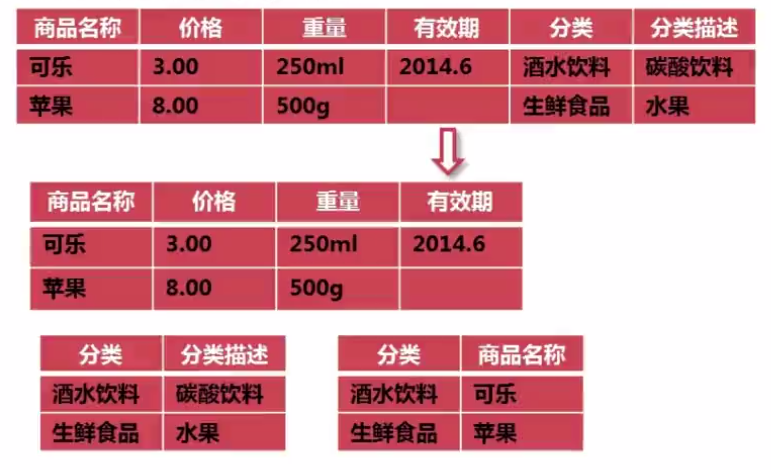 商品名称 价格 重量 有效期 分类 分类描述
可乐 3.00 250ml 2014.6 酒水饮料 碳酸饮料
苹果 8.00 500g 生鲜食品 水果
商品名称 价格 重量 有效期
可乐 3.00 250ml 2014.6
苹果 8.00 500g
分类 分类描述
酒水饮料 碳酸饮料
生鲜食品 水果
分类 商品名称
酒水饮料 可乐
生鲜食品 苹果